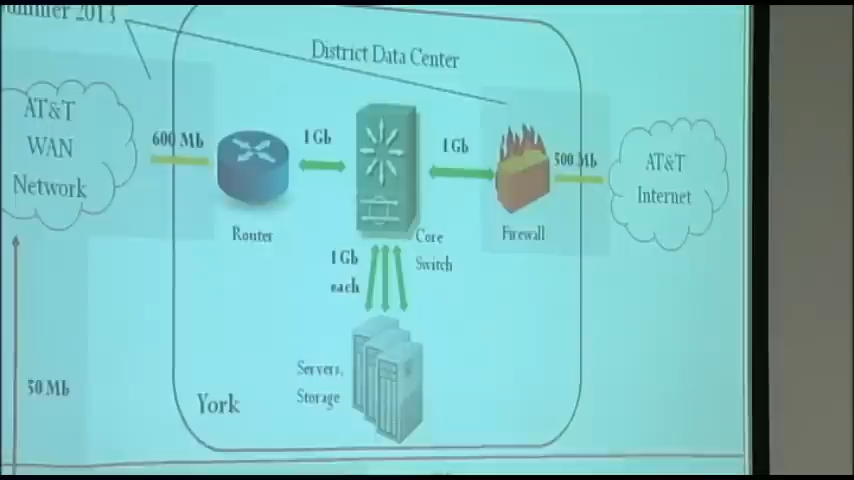 Summer 2013
District Data Center
AT&T
WAN
Network
600 Mb
1 Gb
1 Gb
500 Mb
AT&T
Internet
Router
Core
Switch
Firewall
1 Gb
each
Servers,
Storage
50 Mb
York